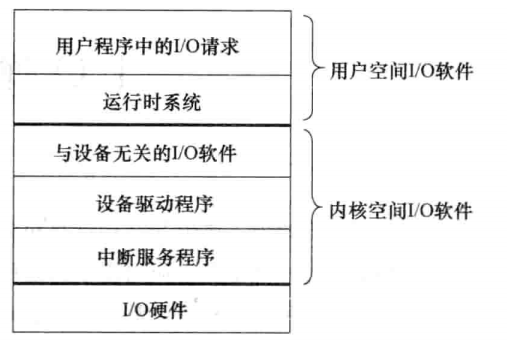 用户程序中的I/O请求
运行时系统
用户空间I/O软件
与设备无关的I/O软件
设备驱动程序
中断服务程序
内核空间I/O软件
I/O硬件